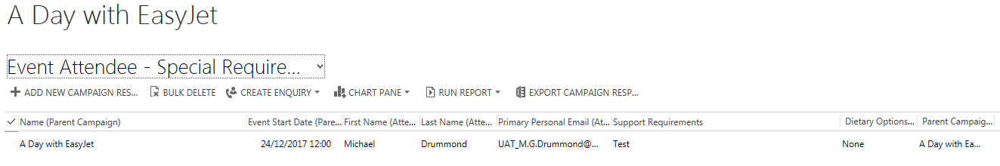 A Day with EasyJet
Event Attendee - Special Require...
ADD NEW CAMPAIGN RES... BULK DELETE CREATE ENQUIRY CHART PANE RUN REPORT EXPORT CAMPAIGN RESP...
Name (Parent Campaign) Event Start Date (Pare... First Name (Atte... Last Name (Atte... Primary Personal Email (At... Support Requirements Dietary Options... Parent Campaig...
A Day with EasyJet 24/12/2017 12:00 Michael Drummond UAT_M.G.Drummond@... Test None A Day with Ea...